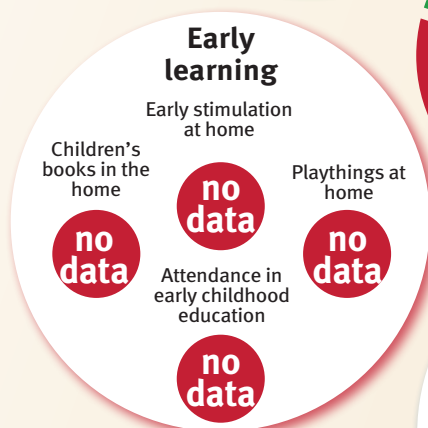 Early
learning
Early stimulation
at home
no
data
Children’s
books in the
home
no
data
Playthings at
home
no
data
Attendance in
early childhood
education
no
data